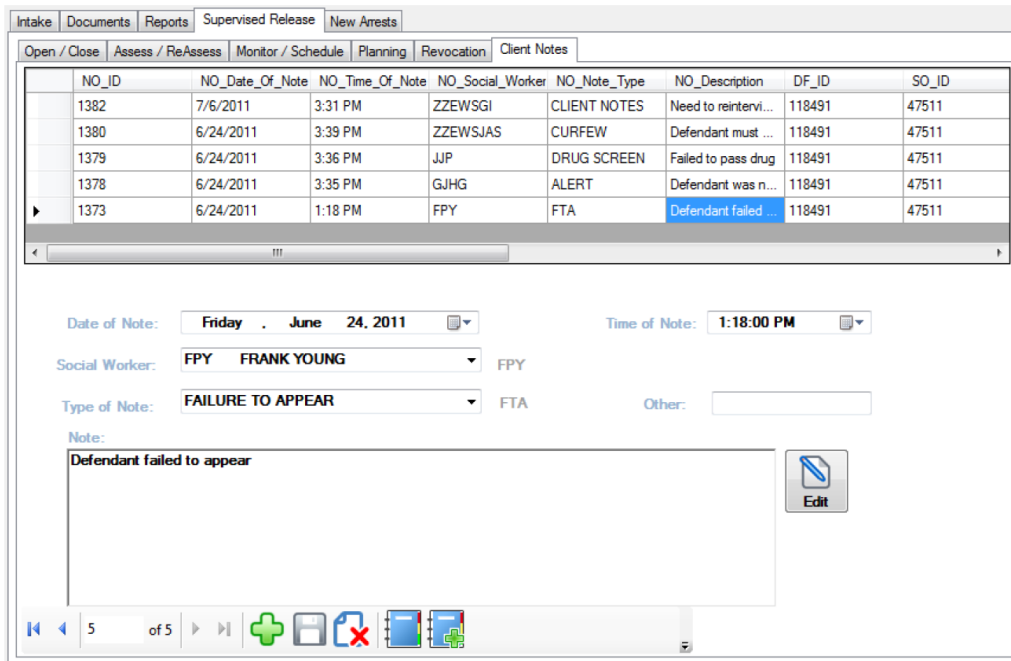 Intake Documents Reports Supervised Release New Arrests
Open / Close Assess / ReAssess Monitor / Schedule Planning Revocation Client Notes
NO_ID NO_Date_Of_Note NO_Time_Of_Note NO_Social_Worker NO_Note_Type NO_Description DF_ID SO_ID
1382 7/6/2011 3:31 PM ZZEWSGI CLIENT NOTES Need to reintervi... 118491 47511
1380 6/24/2011 3:39 PM ZZEWSJAS CURFEW Defendant must ... 118491 47511
1379 6/24/2011 3:36 PM JJP DRUG SCREEN Failed to pass drug 118491 47511
1378 6/24/2011 3:35 PM GJHG ALERT Defendant was n... 118491 47511
1373 6/24/2011 1:18 PM FPY FTA Defendant failed ... 118491 47511
Date of Note: Friday , June 24, 2011 Time of Note: 1:18:00 PM
Social Worker: FPY FRANK YOUNG FPY
Type of Note: FAILURE TO APPEAR FTA Other:
Note:
Defendant failed to appear
Edit
5 of 5